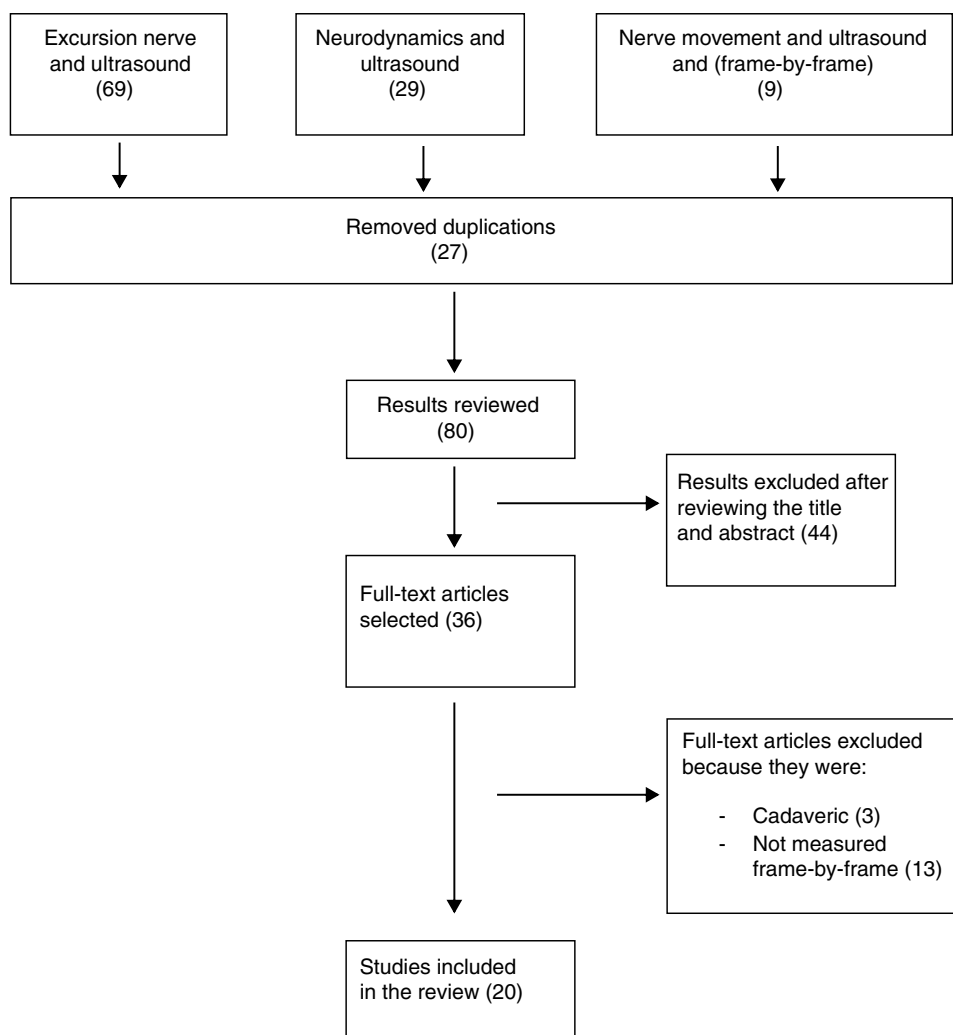 Excursion nerve
and ultrasound
(69)
Neurodynamics and
ultrasound
(29)
Nerve movement and ultrasound
and (frame-by-frame)
(9)
Removed duplications
(27)
Results reviewed
(80)
Results excluded after
reviewing the title
and abstract (44)
Full-text articles
selected (36)
Full-text articles excluded
because they were:
- Cadaveric (3)
- Not measured
frame-by-frame (13)
Studies included
in the review (20)